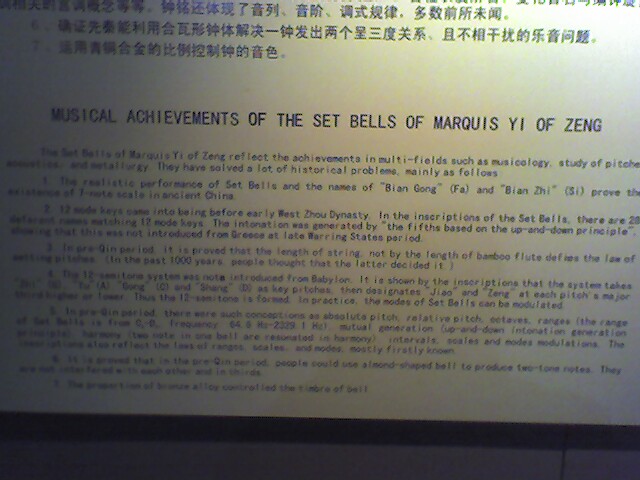 调式规律，多数前所未闻。
6、确证先秦能利用合瓦形钟体解决一钟发出两个呈三度关系、且不相干扰的乐音问题。
7、运用青铜合金的比例控制钟的音色。
MUSICAL ACHIEVEMENTS OF THE SET BELLS OF MARQUIS YI OF ZENG
The Set Bells of Marquis Yi of Zeng reflect the achievements in multi-fields such as musicology, study of pitches
acoustics, and metallurgy. They have solved a lot of historical problems, mainly as follows
1. The realistic performance of Set Bells and the names of "Bian Gong" (Fa) and "Bian Zhi" (Si) prove the
existence of 7-note scale in ancient China.
2. 12 mode keys came into being before early West Zhou Dynasty. In the inscriptions of the Set Bells, there are 28
deferent names matching 12 mode keys. The intonation was generated by "the fifths based on the up-and-down principle",
showing that this was not introduced from Greece at late Warring States period.
3. In pre-Qin period, it is proved that the length of string, not by the length of bamboo flute defines the law of
setting pitches. (In the past 1000 years, people thought that the latter decided it.)
4. The 12-semitone system was not introduced from Babylon. It is shown by the inscriptions that the system takes
"Zhi" (G), "Yu" (A) "Gong" (C) and "Shang" (D) as key pitches, then designates "Jiao" and "Zeng" at each pitch's major
third higher or lower. Thus the 12-semitone is formed. In practice, the modes of Set Bells can be modulated.
5. In pre-Qin period, there were such conceptions as absolute pitch, relative pitch, octaves, ranges (the range
of Set Bells is from frequency 64.8 Hz-2329.1 Hz), mutual generation (up-and-down intonation generation
principle), harmony (two note in one bell are resonated in harmony) intervals, scales and modes modulations. The
inscriptions also reflect the laws of ranges, scales, and modes, mostly firstly known.
6. It is proved that in the pre-Qin period, people could use almond-shaped bell to produce two-tone notes. They
are not interfered with each other and in thirds.
7. The proportion of bronze alloy controlled the timbre of bell